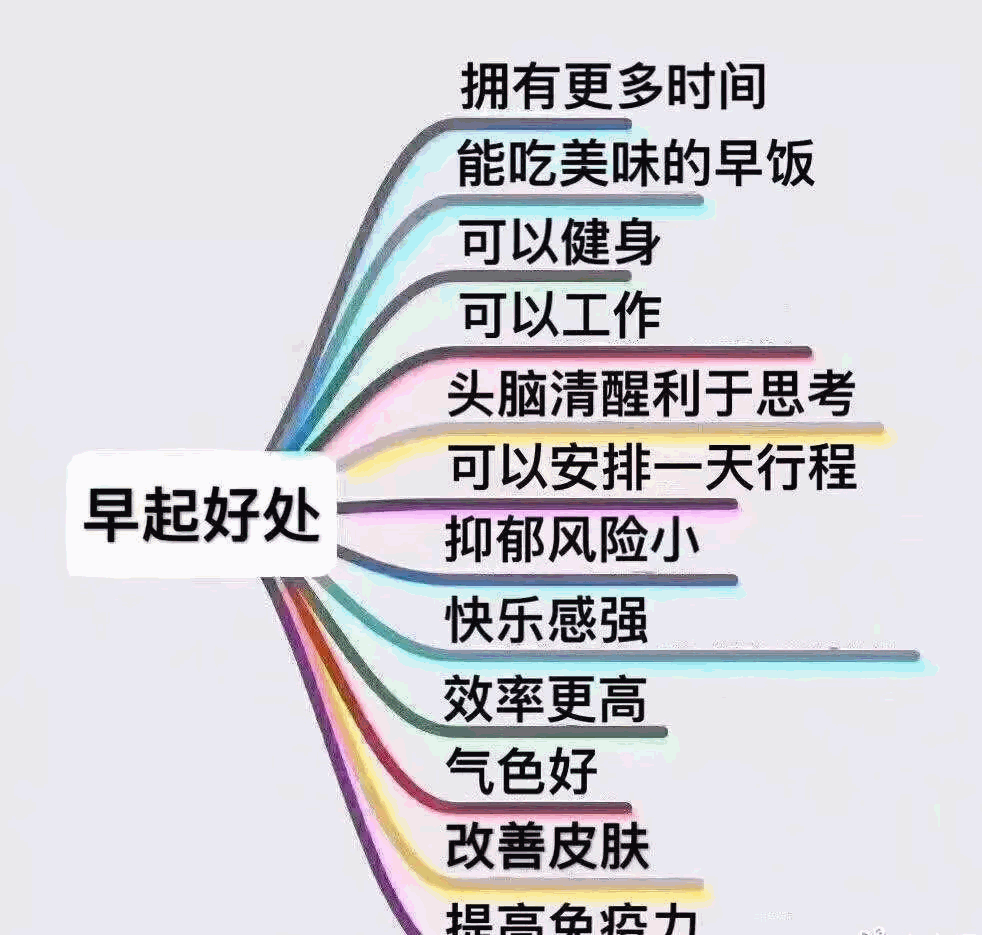 拥有更多时间
能吃美味的早饭
可以健身
可以工作
头脑清醒利于思考
可以安排一天行程
早起好处
抑郁风险小
快乐感强
效率更高
气色好
改善皮肤
提高免疫力